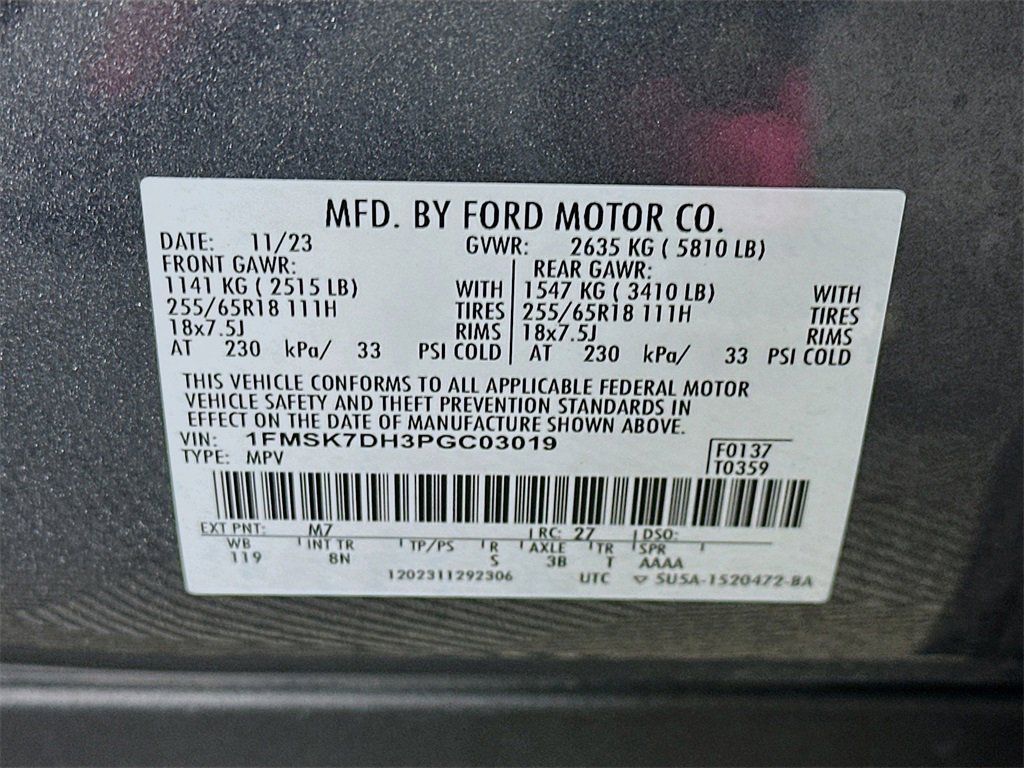 MFD. BY FORD MOTOR CO.
DATE: 11/23 GVWR: 2635 KG ( 5810 LB)
FRONT GAWR: REAR GAWR:
1141 KG ( 2515 LB) WITH 1547 KG ( 3410 LB) WITH
255/65R18 111H TIRES 255/65R18 111H TIRES
18x7.5J RIMS 18x7.5J RIMS
AT 230 kPa/ 33 PSI COLD AT 230 kPa/ 33 PSI COLD
THIS VEHICLE CONFORMS TO ALL APPLICABLE FEDERAL MOTOR
VEHICLE SAFETY AND THEFT PREVENTION STANDARDS IN
EFFECT ON THE DATE OF MANUFACTURE SHOWN ABOVE.
VIN: 1FMSK7DH3PGC03019
TYPE: MPV
F0137
T0359
EXT PNT: M7 RC: 27 DSO:
WB INT TR TP/PS R AXLE TR SPR
119 8N S 3B T AAAA
1202311292306 UTC ▽ SU5A-1520472-BA